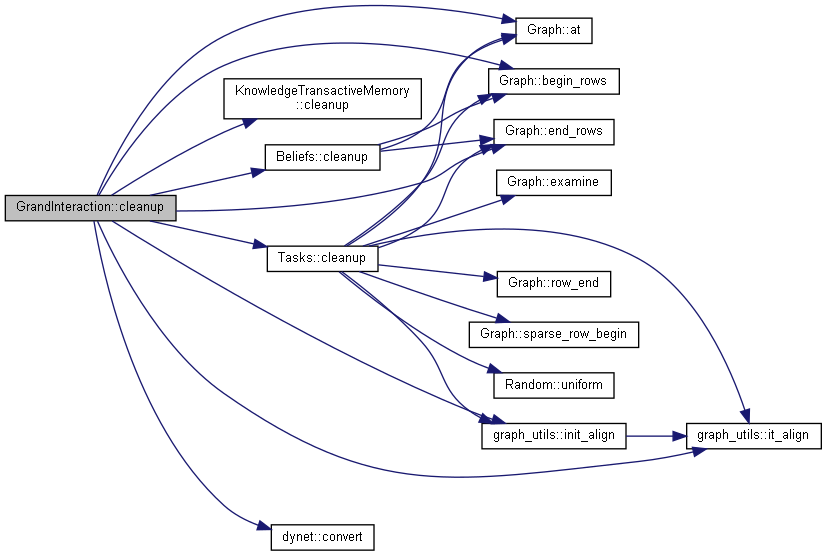 Graph::at
Graph::begin_rows
KnowledgeTransactiveMemory
::cleanup
Graph::end_rows
Beliefs::cleanup
Graph::examine
GrandInteraction::cleanup
Tasks::cleanup
Graph::row_end
Graph::sparse_row_begin
Random::uniform
graph_utils::init_align
graph_utils::it_align
dynet::convert